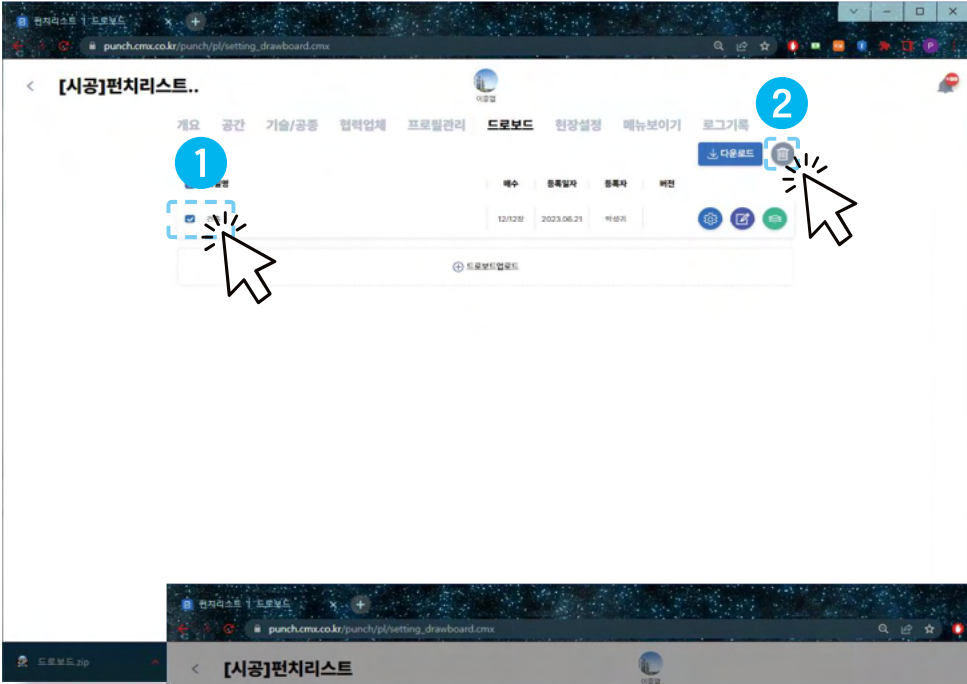 펀치리스트 | 드로보드
punch.cmx.co.kr/punch/pl/setting_drawboard.cmx
[시공]펀치리스트..
이호열
개요 공간 기술/공종 협력업체 프로필관리 드로보드 현장설정 메뉴보이기 로그기록
2
다운로드
1
매수 등록일자 등록자 버전
12/12장 2023.06.21
드로보드업로드
펀치리스트 | 드로보드
punch.cmx.co.kr/punch/pl/setting_drawboard.cmx
드로보드.zip
[시공]펀치리스트